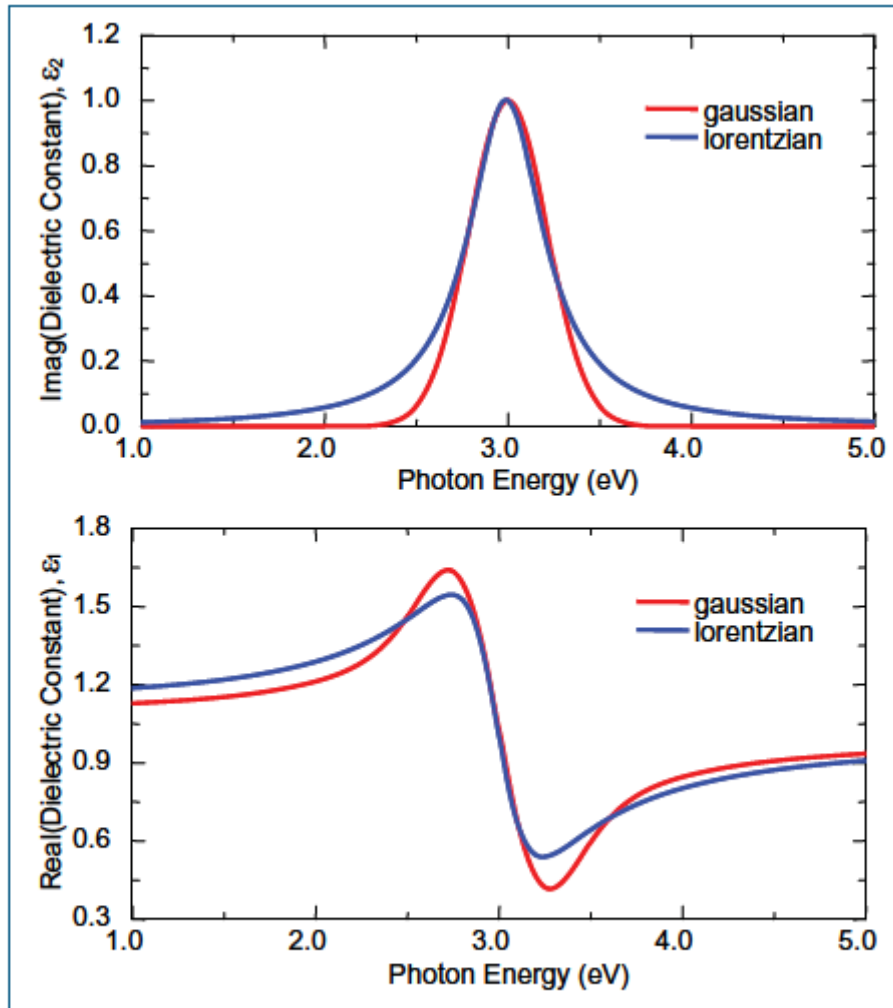 1.2
1.0
0.8
0.6
0.4
0.2
0.0
Imag(Dielectric Constant), ε₂
gaussian
lorentzian
1.0 2.0 3.0 4.0 5.0
Photon Energy (eV)
1.8
1.5
1.2
0.9
0.6
0.3
Real(Dielectric Constant), ε₁
gaussian
lorentzian
1.0 2.0 3.0 4.0 5.0
Photon Energy (eV)